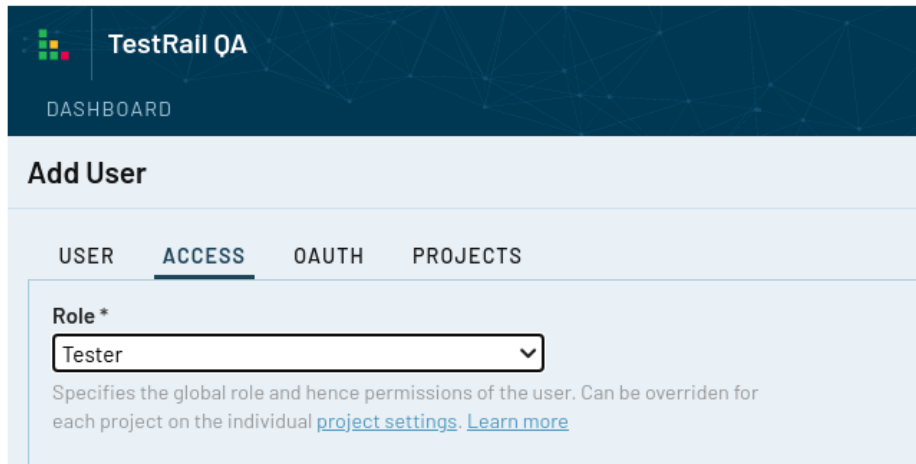 TestRail QA
DASHBOARD
Add User
USER ACCESS OAUTH PROJECTS
Role *
Tester
Specifies the global role and hence permissions of the user. Can be overriden for
each project on the individual project settings. Learn more